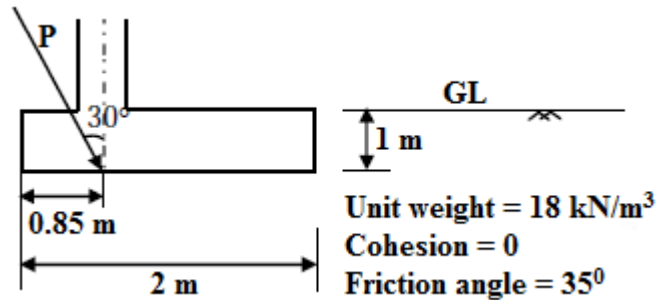 P
30°
GL
1 m
0.85 m
2 m
Unit weight = 18 kN/m³
Cohesion = 0
Friction angle = 35⁰